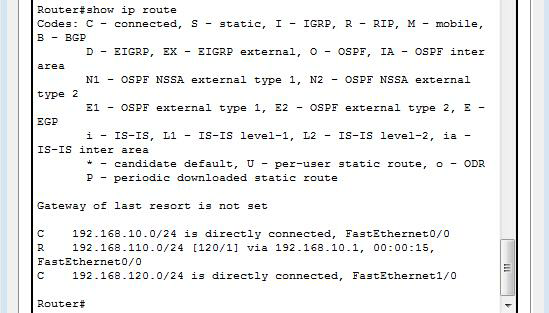 Router#show ip route
Codes: C - connected, S - static, I - IGRP, R - RIP, M - mobile,
B - BGP
       D - EIGRP, EX - EIGRP external, O - OSPF, IA - OSPF inter
area
       N1 - OSPF NSSA external type 1, N2 - OSPF NSSA external
type 2
       E1 - OSPF external type 1, E2 - OSPF external type 2, E -
EGP
       i - IS-IS, L1 - IS-IS level-1, L2 - IS-IS level-2, ia -
IS-IS inter area
       * - candidate default, U - per-user static route, o - ODR
       P - periodic downloaded static route
Gateway of last resort is not set
C    192.168.10.0/24 is directly connected, FastEthernet0/0
R    192.168.110.0/24 [120/1] via 192.168.10.1, 00:00:15,
FastEthernet0/0
C    192.168.120.0/24 is directly connected, FastEthernet1/0
Router#